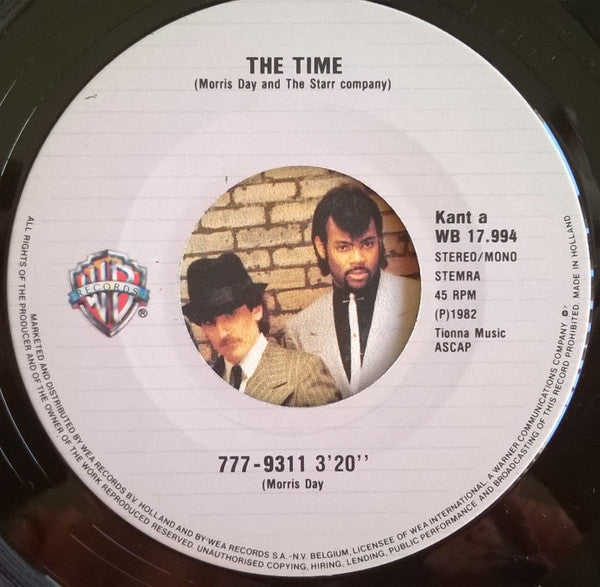 THE TIME
(Morris Day and The Starr company)
WB
RECORDS
®
Kant a
WB 17.994
STEREO/MONO
STEMRA
45 RPM
(P)1982
Tionna Music
ASCAP
777-9311 3'20''
(Morris Day
ALL RIGHTS OF THE PRODUCER AND OF THE OWNER OF THE WORK REPRODUCED RESERVED. UNAUTHORISED COPYING, HIRING, LENDING, PUBLIC PERFORMANCE AND BROADCASTING OF THIS RECORD PROHIBITED. MADE IN HOLLAND
MARKETED AND DISTRIBUTED BY WEA RECORDS BV. HOLLAND AND BY WEA RECORDS S.A.-N.V. BELGIUM, LICENSEE OF WEA INTERNATIONAL. A WARNER COMMUNICATIONS COMPANY